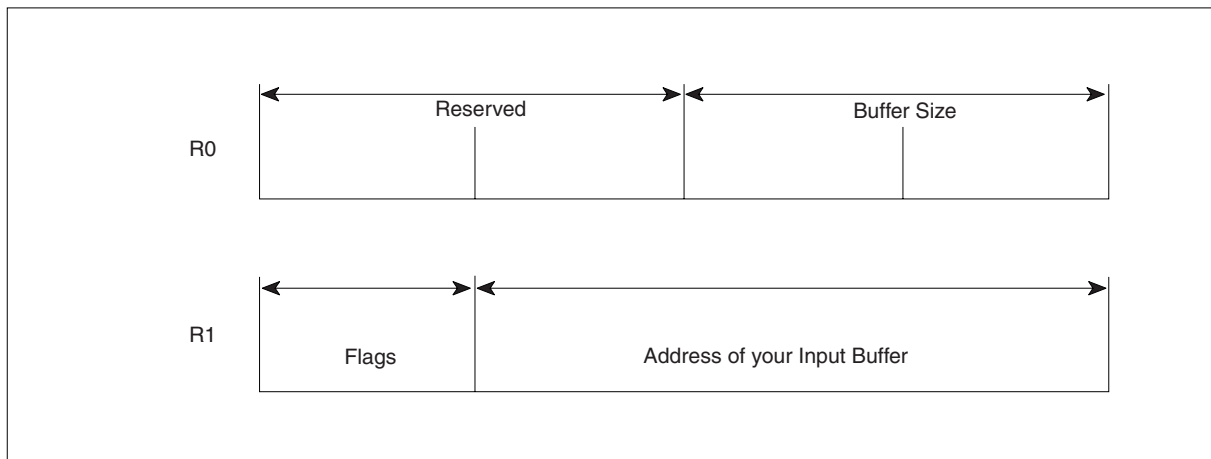 Reserved
Buffer Size
R0
R1
Flags
Address of your Input Buffer